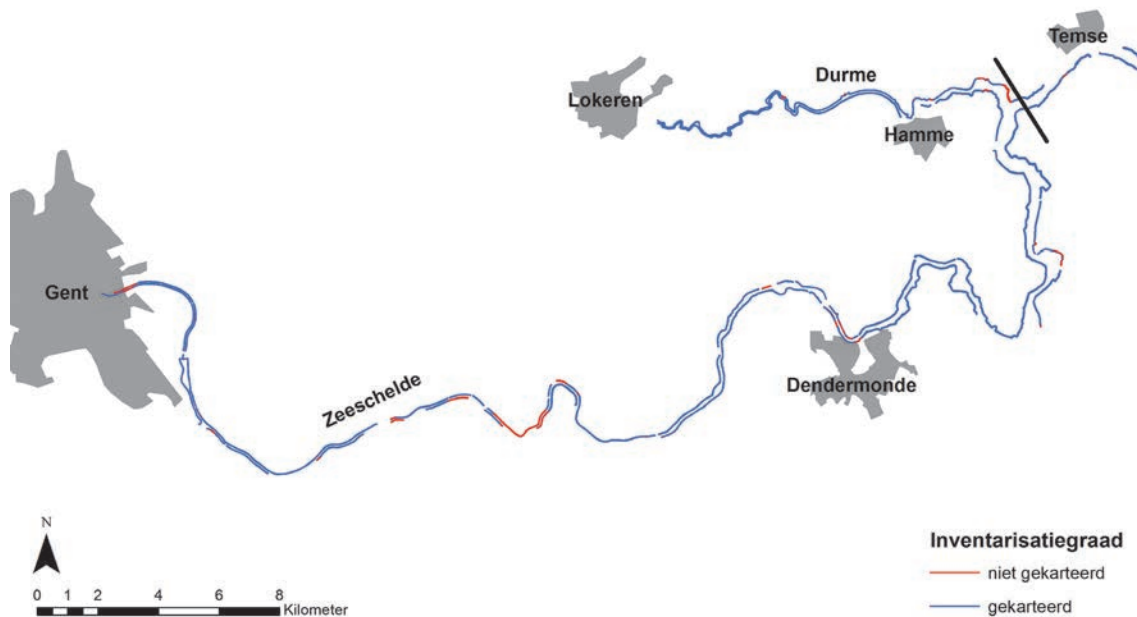 Temse
Durme
Lokeren
Hamme
Gent
Zeeschelde
Dendermonde
N
0 1 2 4 6 8
Kilometer
Inventarisatiegraad
niet gekarteerd
gekarteerd